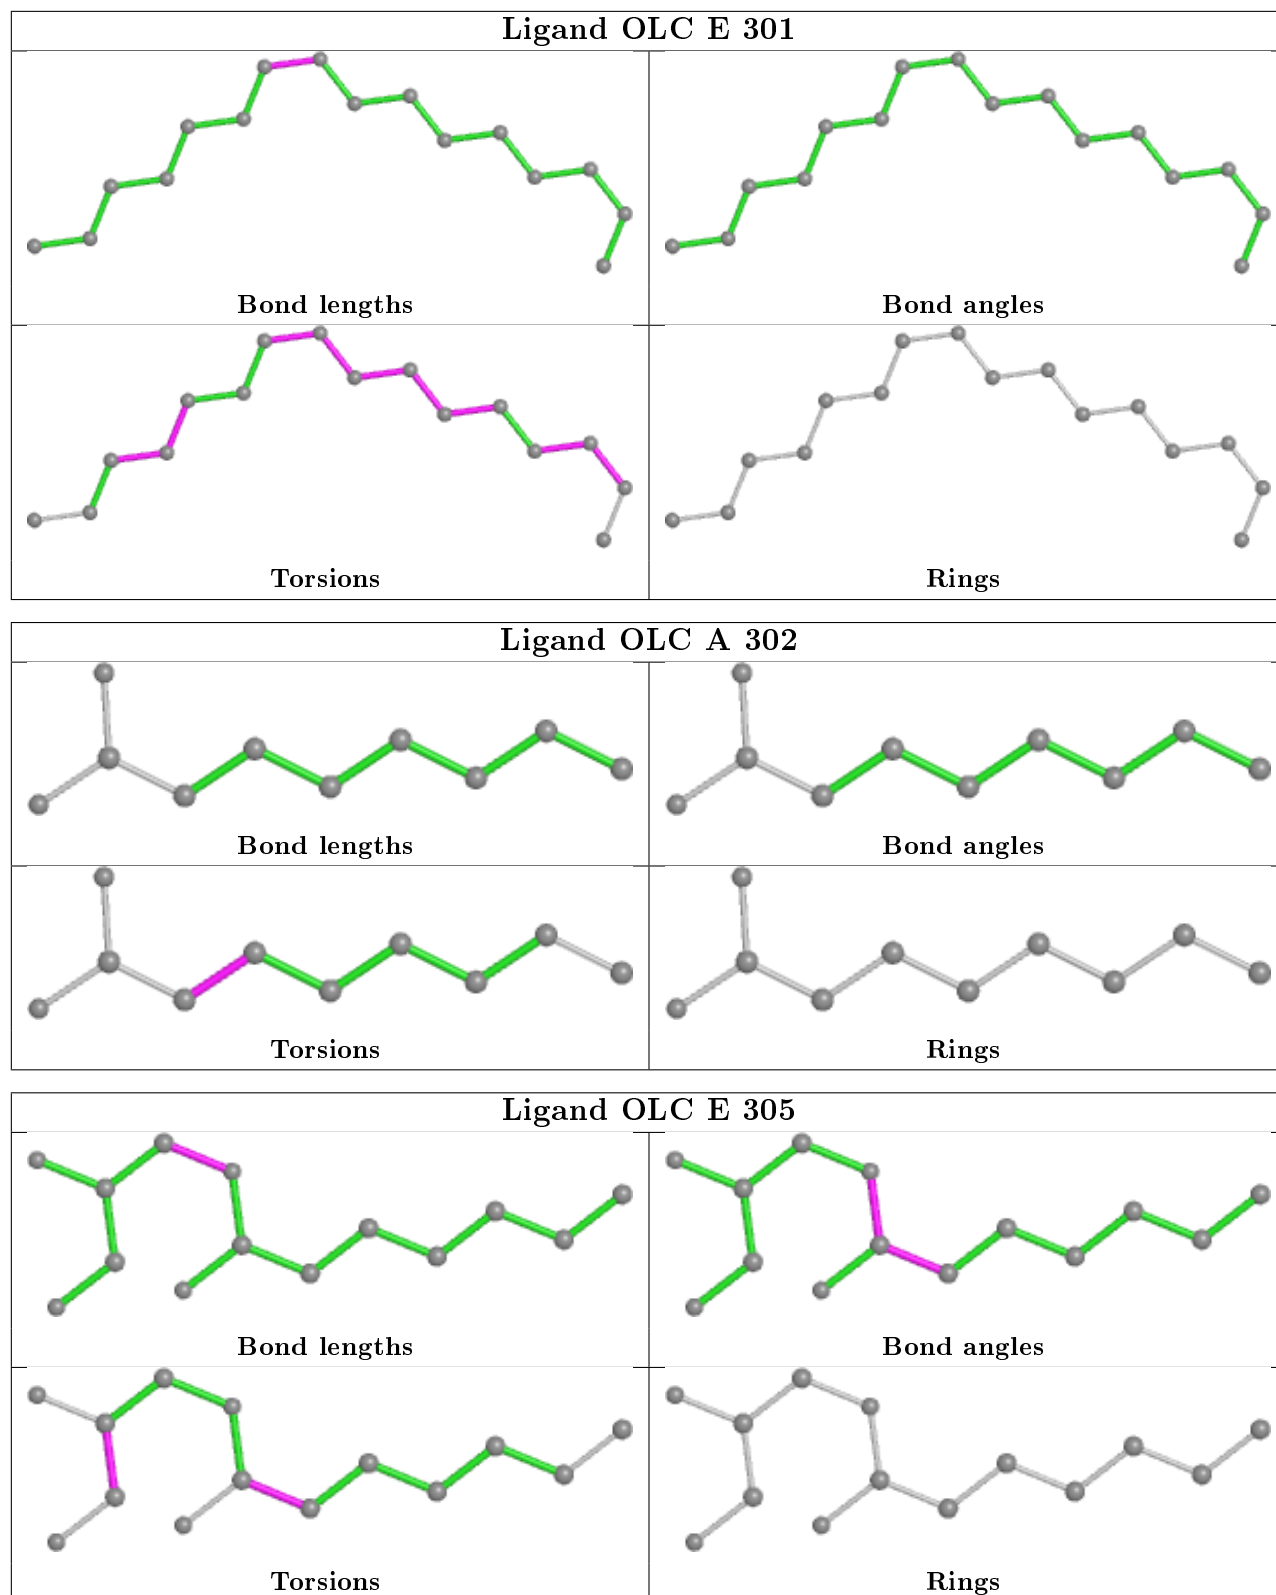 Ligand OLC E 301
Bond lengths
Bond angles
Torsions
Rings
Ligand OLC A 302
Bond lengths
Bond angles
Torsions
Rings
Ligand OLC E 305
Bond lengths
Bond angles
Torsions
Rings